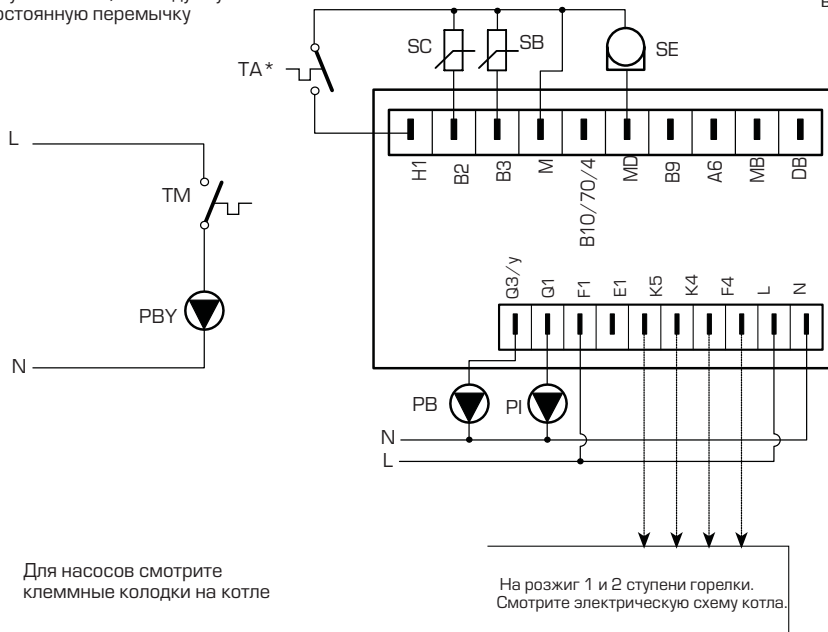 остоянную перемычку
TA*
SC
SB
SE
L
TM
PBY
N
H1
B2
B3
M
B10/70/4
MD
B9
A6
MB
DB
Q3/y
Q1
F1
E1
K5
K4
F4
L
N
PB
PI
N
L
Для насосов смотрите
клеммные колодки на котле
На розжиг 1 и 2 ступени горелки.
Смотрите электрическую схему котла.